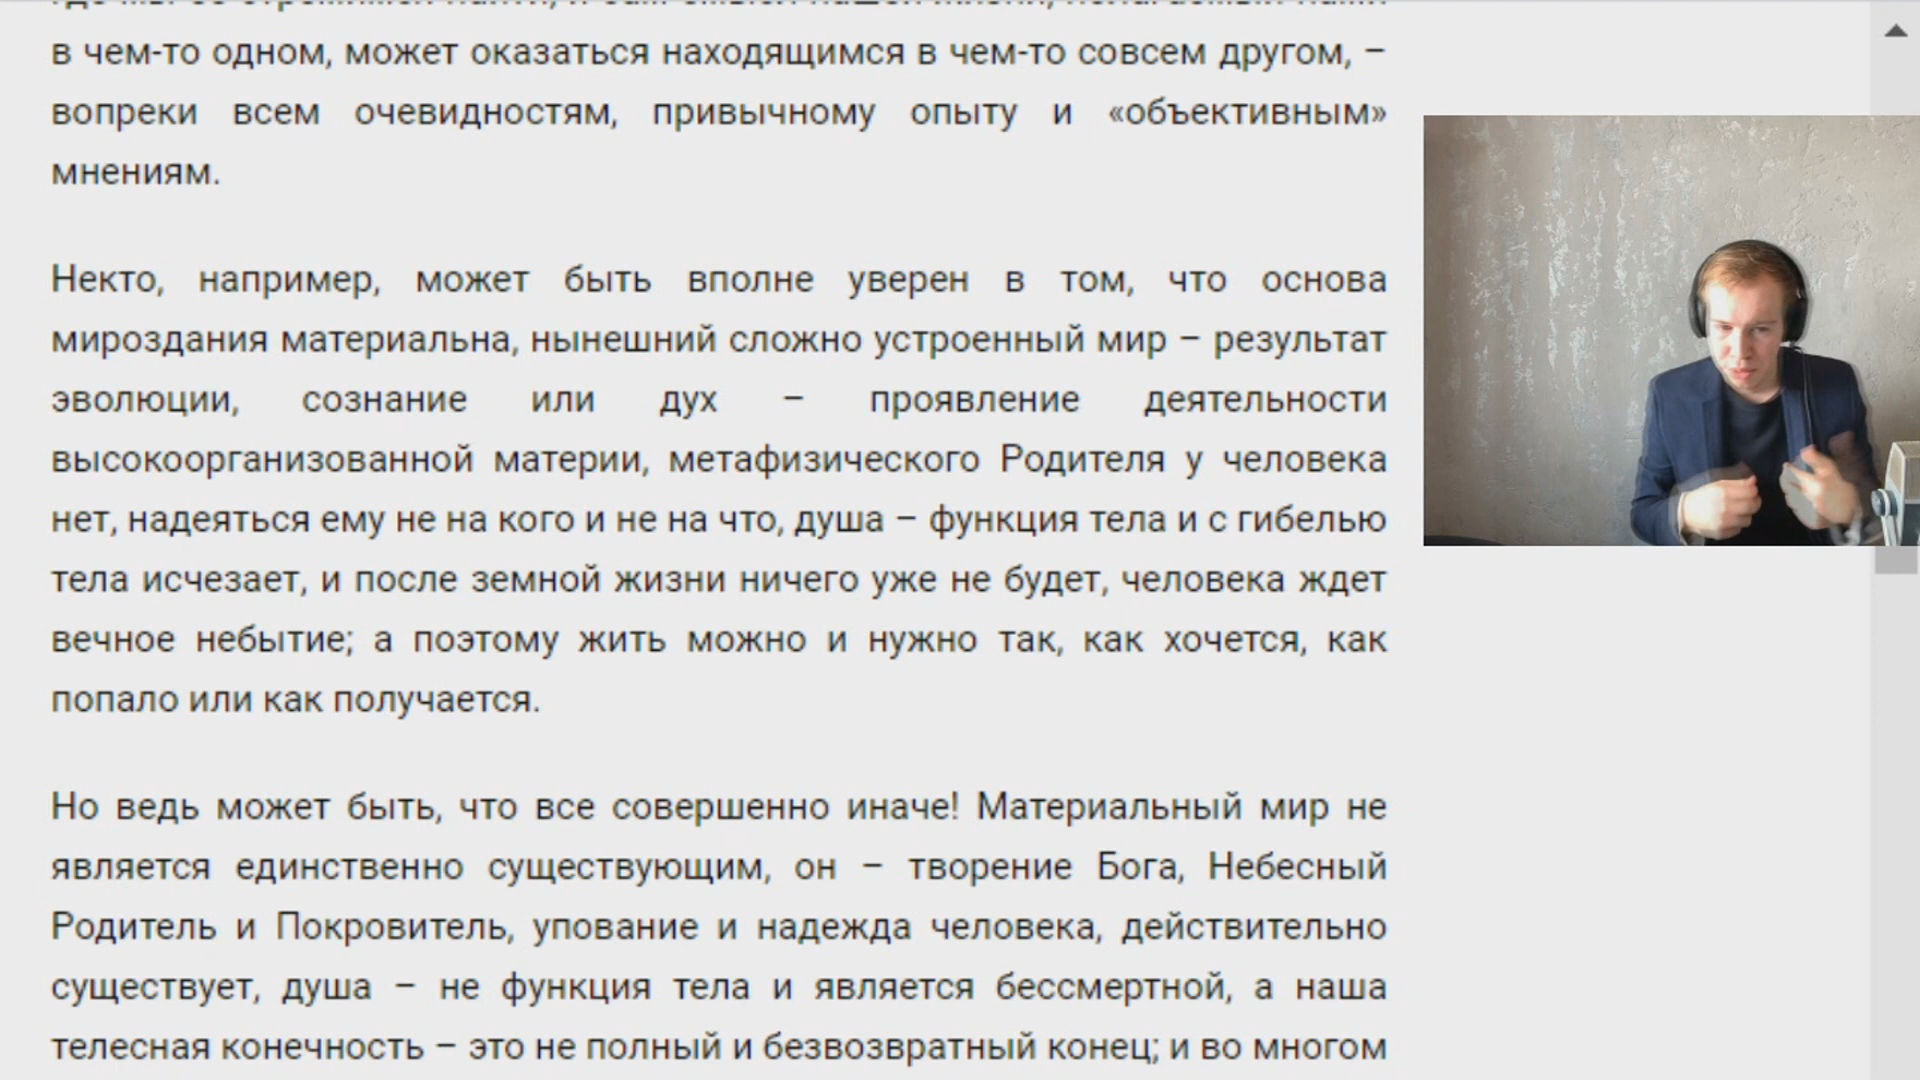 в чем-то одном, может оказаться находящимся в чем-то совсем другом, –
вопреки всем очевидностям, привычному опыту и «объективным»
мнениям.
Некто, например, может быть вполне уверен в том, что основа
мироздания материальна, нынешний сложно устроенный мир – результат
эволюции, сознание или дух – проявление деятельности
высокоорганизованной материи, метафизического Родителя у человека
нет, надеяться ему не на кого и не на что, душа – функция тела и с гибелью
тела исчезает, и после земной жизни ничего уже не будет, человека ждет
вечное небытие; а поэтому жить можно и нужно так, как хочется, как
попало или как получается.
Но ведь может быть, что все совершенно иначе! Материальный мир не
является единственно существующим, он – творение Бога, Небесный
Родитель и Покровитель, упование и надежда человека, действительно
существует, душа – не функция тела и является бессмертной, а наша
телесная конечность – это не полный и безвозвратный конец; и во многом